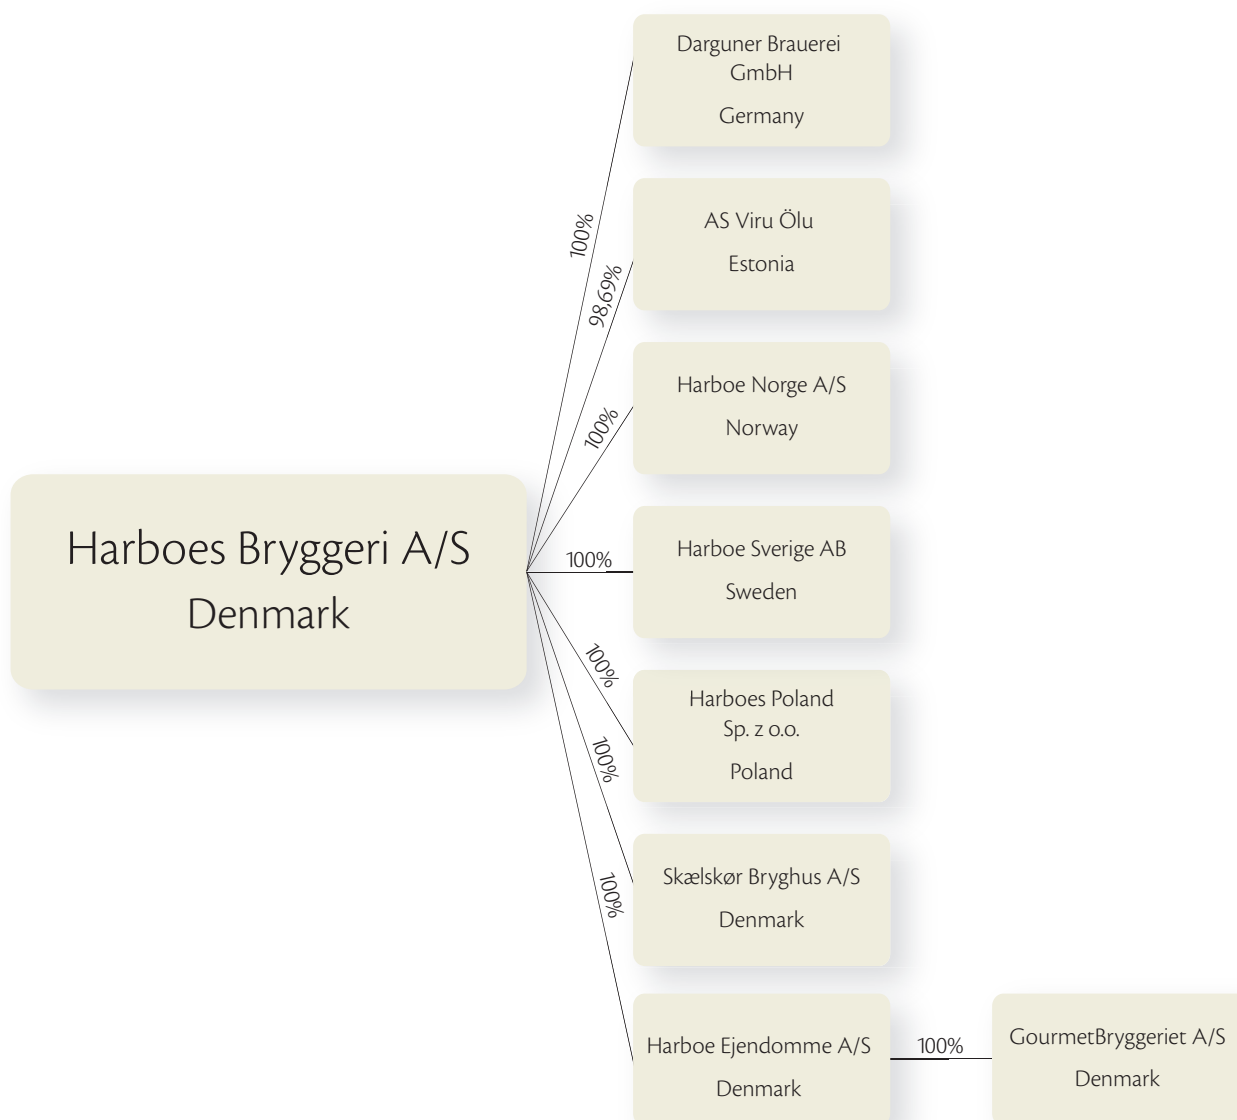 Darguner Brauerei
GmbH
Germany
100%
AS Viru Ölu
Estonia
98,69%
Harboe Norge A/S
Norway
100%
Harboes Bryggeri A/S
Denmark
100%
Harboe Sverige AB
Sweden
100%
Harboes Poland
Sp. z o.o.
Poland
100%
Skælskør Bryghus A/S
Denmark
100%
Harboe Ejendomme A/S
Denmark
100%
GourmetBryggeriet A/S
Denmark